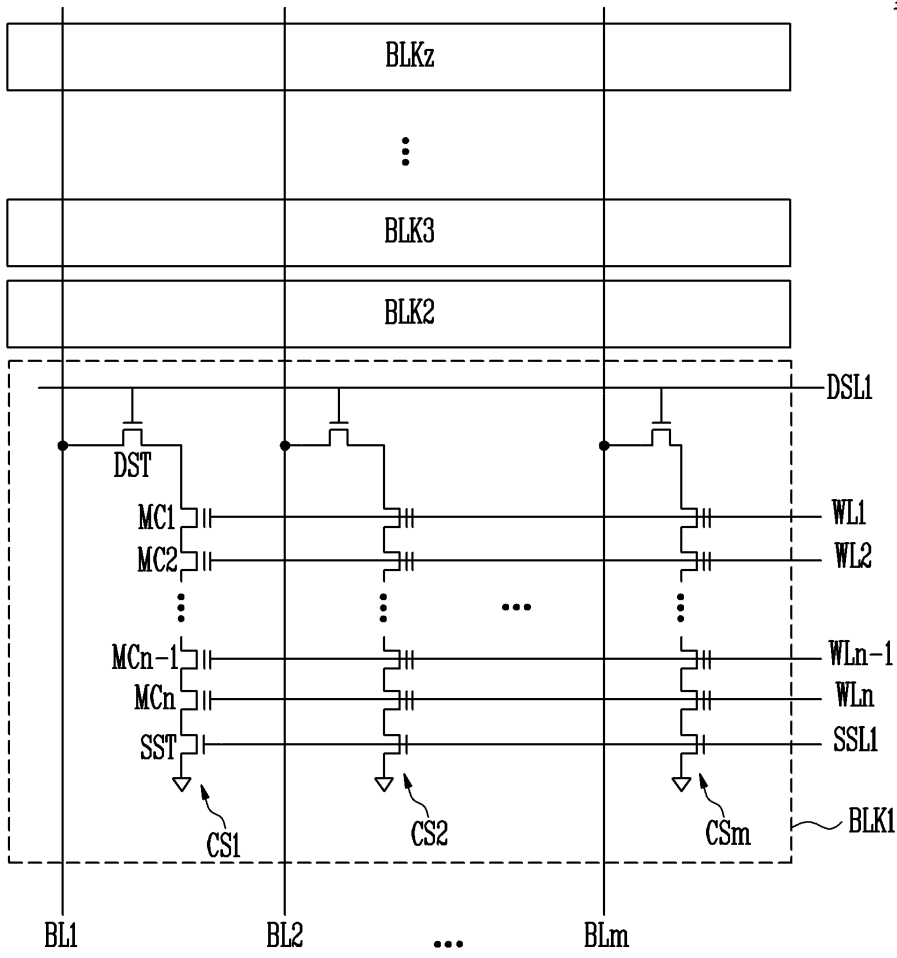 BLKz
BLK3
BLK2
DSL1
DST
MC1 WL1
MC2 WL2
MCn-1 WLn-1
MCn WLn
SST SSL1
CS1 CS2 CSm BLK1
BL1 BL2 ... BLm